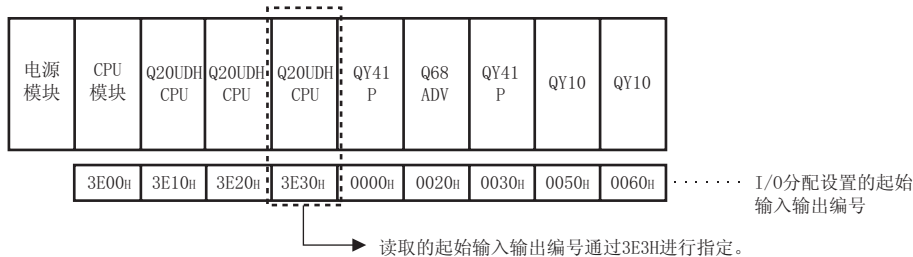 电源
模块
CPU
模块
Q20UDH
CPU
Q20UDH
CPU
Q20UDH
CPU
QY41
P
Q68
ADV
QY41
P
QY10
QY10
3E00H 3E10H 3E20H 3E30H 0000H 0020H 0030H 0050H 0060H ······· I/O分配设置的起始
输入输出编号
读取的起始输入输出编号通过3E3H进行指定。